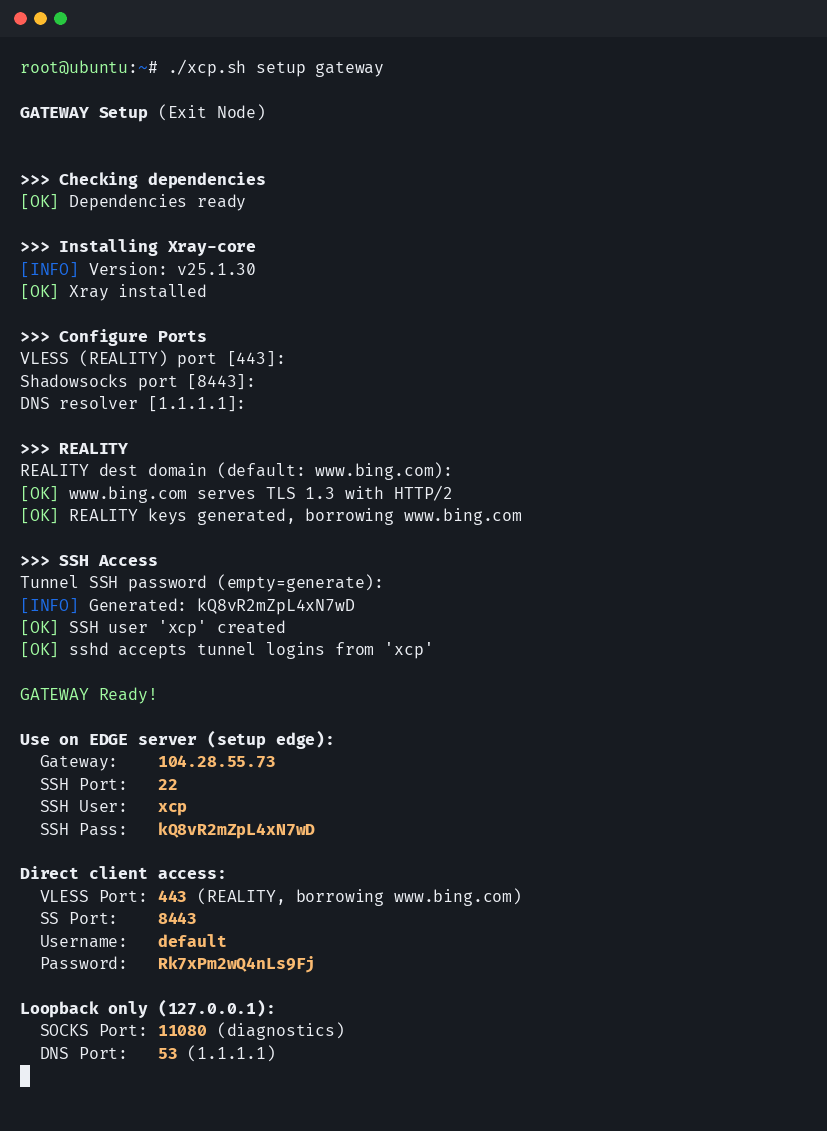 root@ubuntu:~# ./xcp.sh setup gateway
GATEWAY Setup (Exit Node)
>>> Checking dependencies
[OK] Dependencies ready
>>> Installing Xray-core
[INFO] Version: v25.1.30
[OK] Xray installed
>>> Configure Ports
VLESS (REALITY) port [443]:
Shadowsocks port [8443]:
DNS resolver [1.1.1.1]:
>>> REALITY
REALITY dest domain (default: www.bing.com):
[OK] www.bing.com serves TLS 1.3 with HTTP/2
[OK] REALITY keys generated, borrowing www.bing.com
>>> SSH Access
Tunnel SSH password (empty=generate):
[INFO] Generated: kQ8vR2mZpL4xN7wD
[OK] SSH user 'xcp' created
[OK] sshd accepts tunnel logins from 'xcp'
GATEWAY Ready!
Use on EDGE server (setup edge):
  Gateway:    104.28.55.73
  SSH Port:   22
  SSH User:   xcp
  SSH Pass:   kQ8vR2mZpL4xN7wD
Direct client access:
  VLESS Port: 443 (REALITY, borrowing www.bing.com)
  SS Port:    8443
  Username:   default
  Password:   Rk7xPm2wQ4nLs9Fj
Loopback only (127.0.0.1):
  SOCKS Port: 11080 (diagnostics)
  DNS Port:   53 (1.1.1.1)